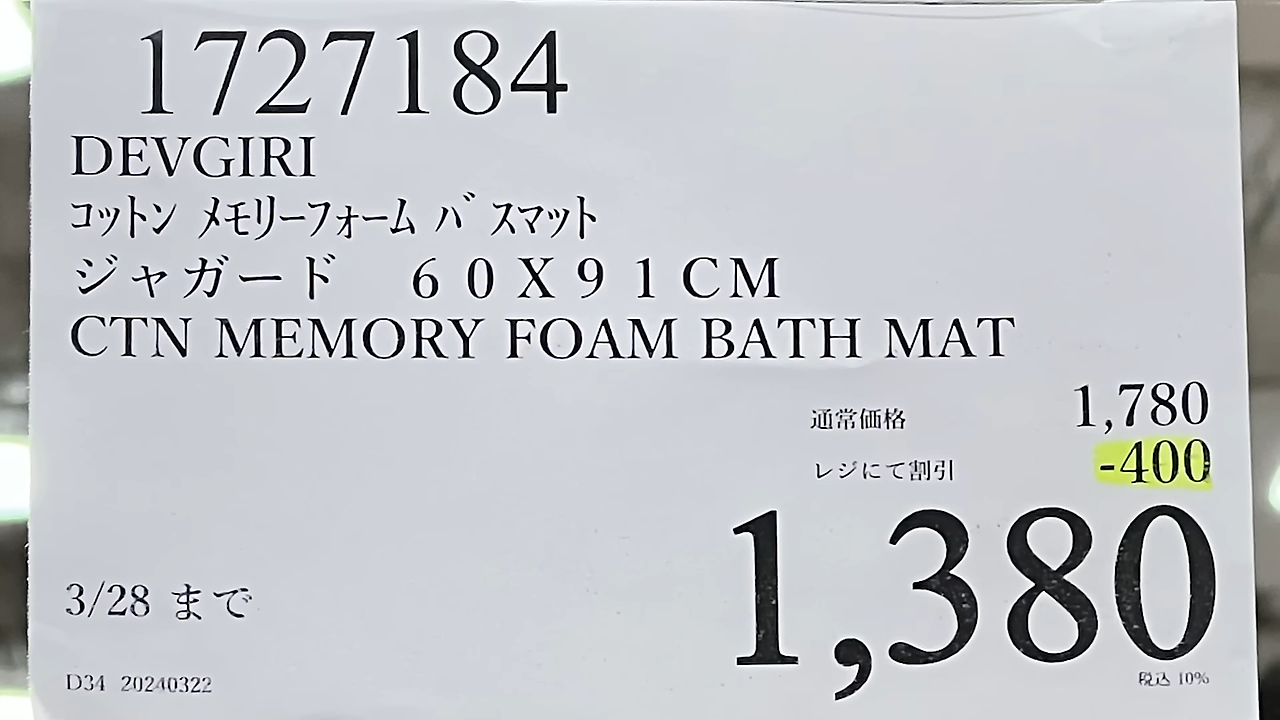 1727184
DEVGIRI
コットン メモリーフォーム バスマット
ジャガード　６０Ｘ９１ＣＭ
CTN MEMORY FOAM BATH MAT
通常価格 1,780
レジにて割引 -400
1,380
3/28 まで
税込 10%
D34 20240322